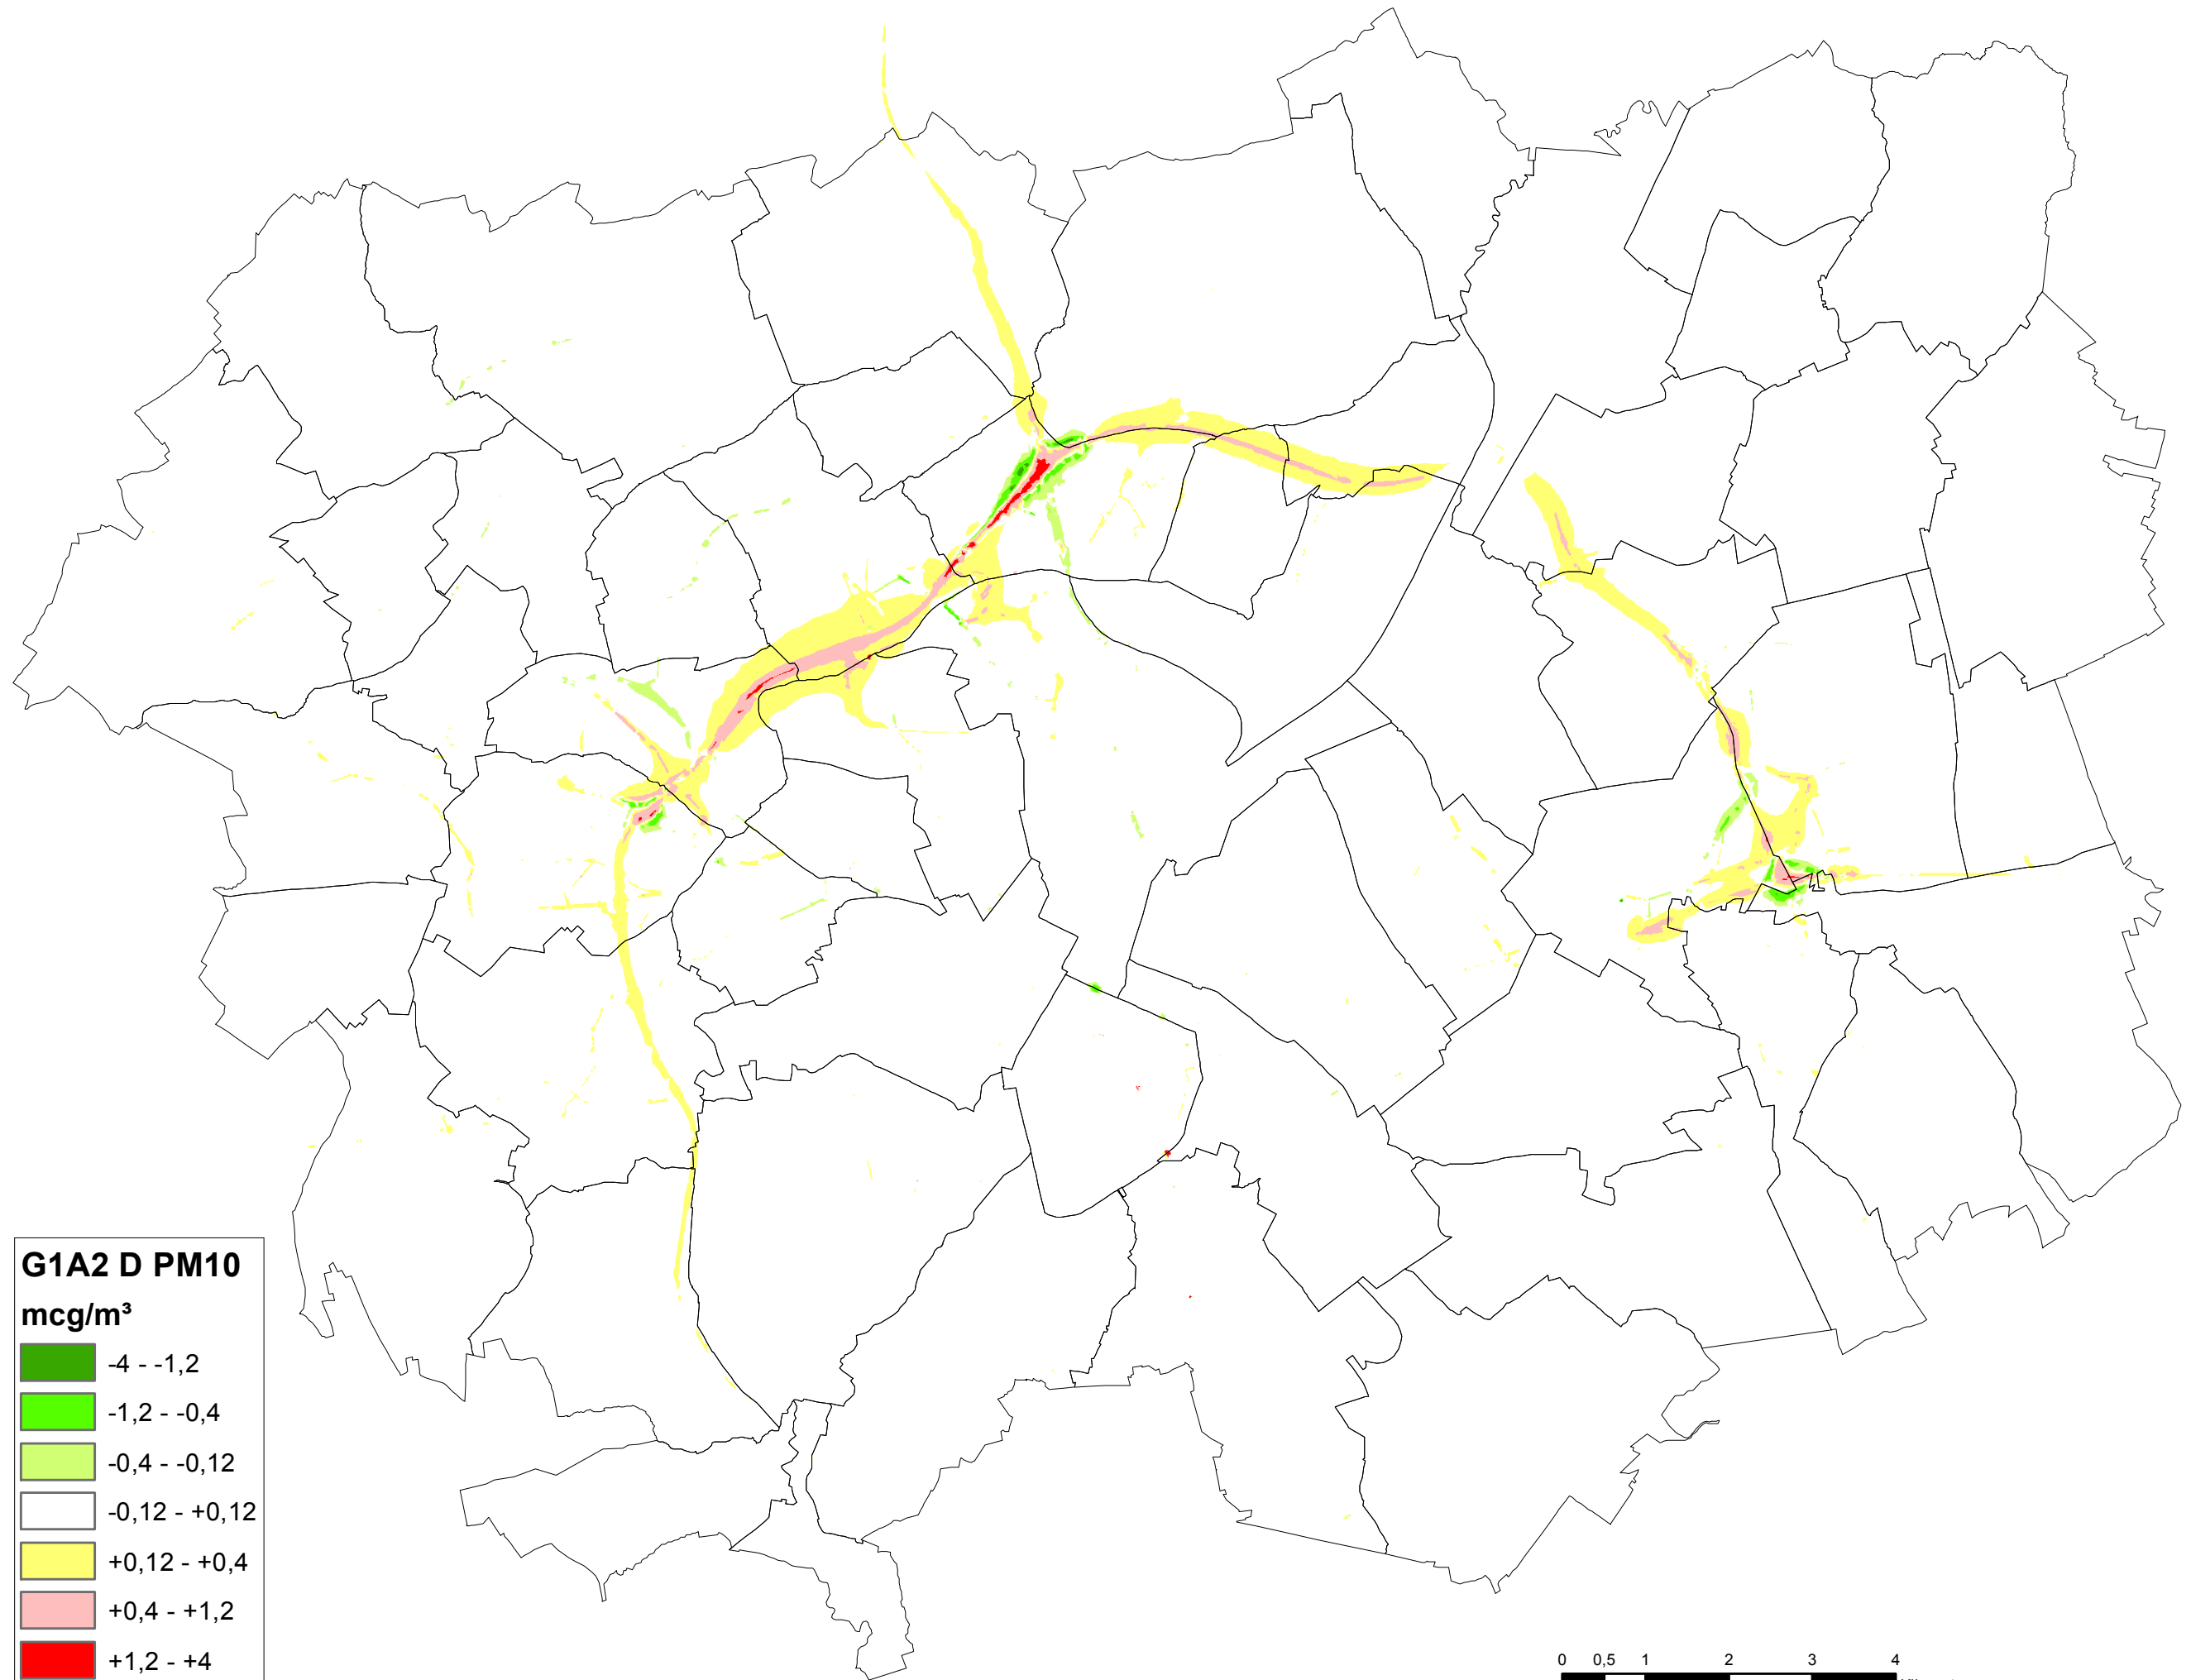 G1A2 D PM10
mcg/m³
-4 - -1,2
-1,2 - -0,4
-0,4 - -0,12
-0,12 - +0,12
+0,12 - +0,4
+0,4 - +1,2
+1,2 - +4
0 0,5 1 2 3 4